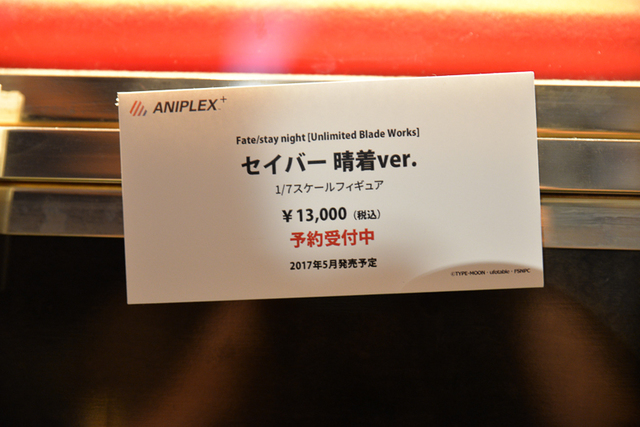 ANIPLEX+
Fate/stay night [Unlimited Blade Works]
セイバー 晴着ver.
1/7スケールフィギュア
¥13,000（税込）
予約受付中
2017年5月発売予定
©TYPE-MOON・ufotable・FSNPC